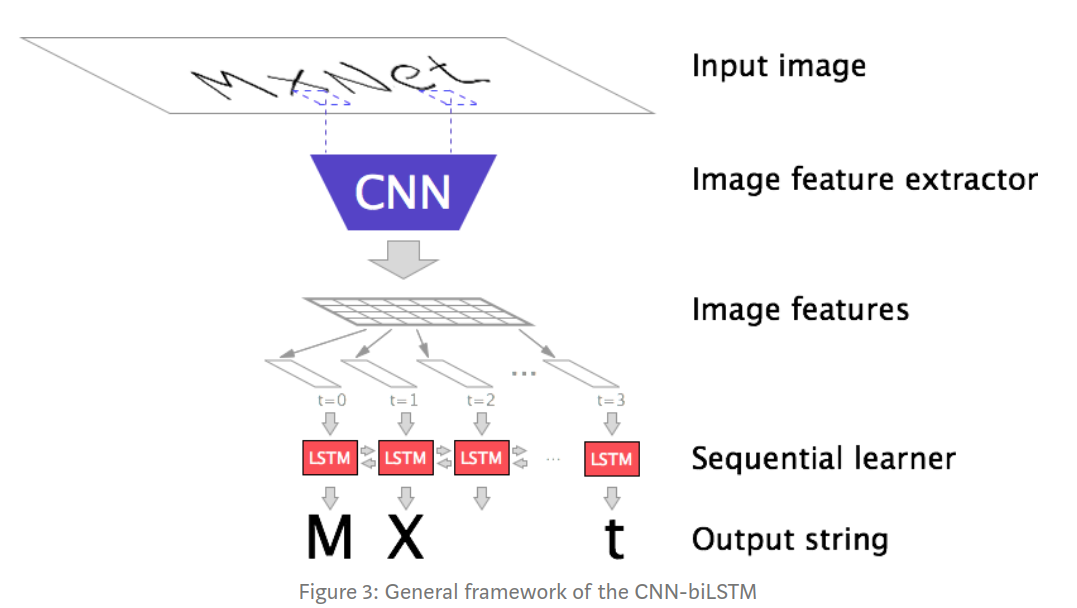 MxNet
Input image
CNN
Image feature extractor
Image features
...
t=0 t=1 t=2 t=3
LSTM LSTM LSTM ... LSTM
Sequential learner
M X t
Output string
Figure 3: General framework of the CNN-biLSTM